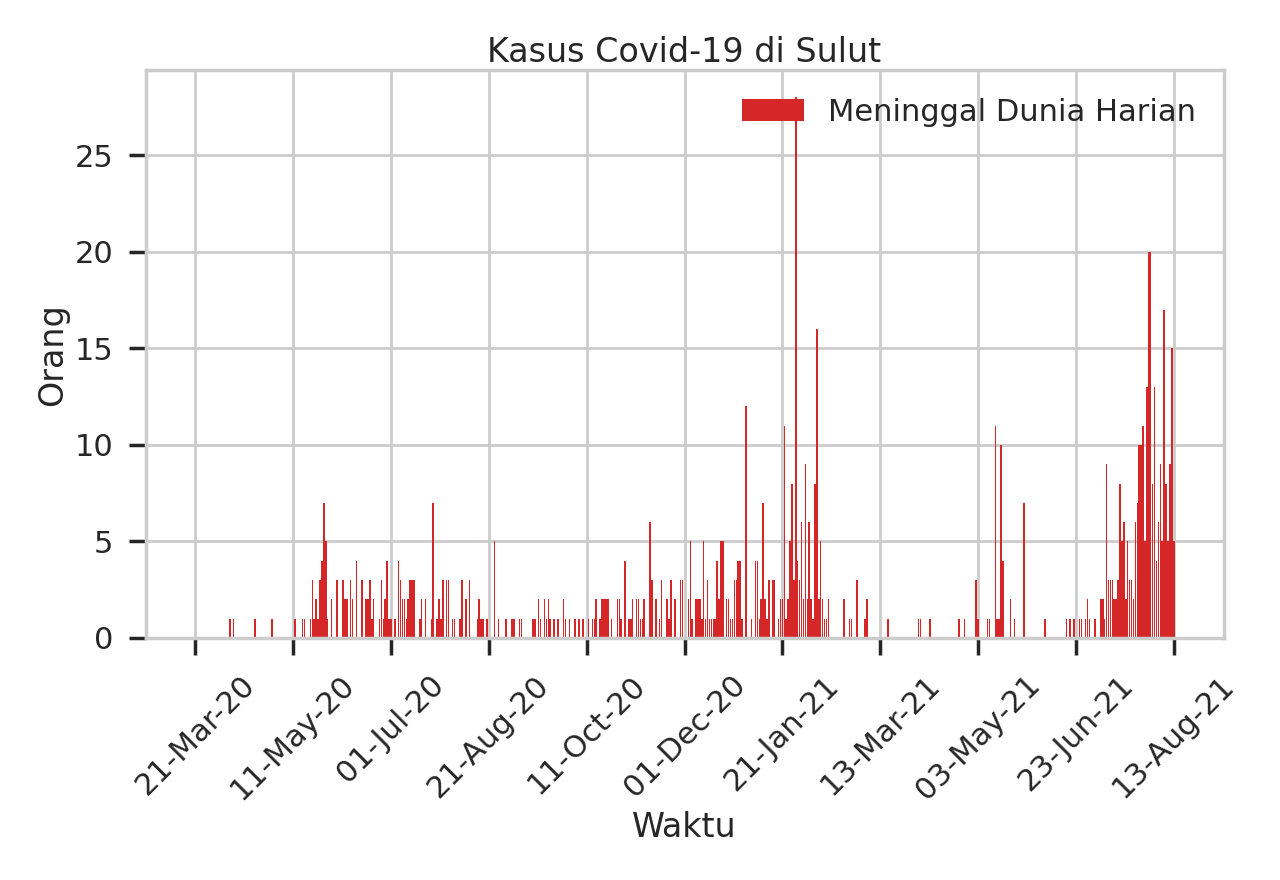 Kasus Covid-19 di Sulut
Meninggal Dunia Harian
Orang
25
20
15
10
5
0
21-Mar-20
11-May-20
01-Jul-20
21-Aug-20
11-Oct-20
01-Dec-20
21-Jan-21
13-Mar-21
03-May-21
23-Jun-21
13-Aug-21
Waktu